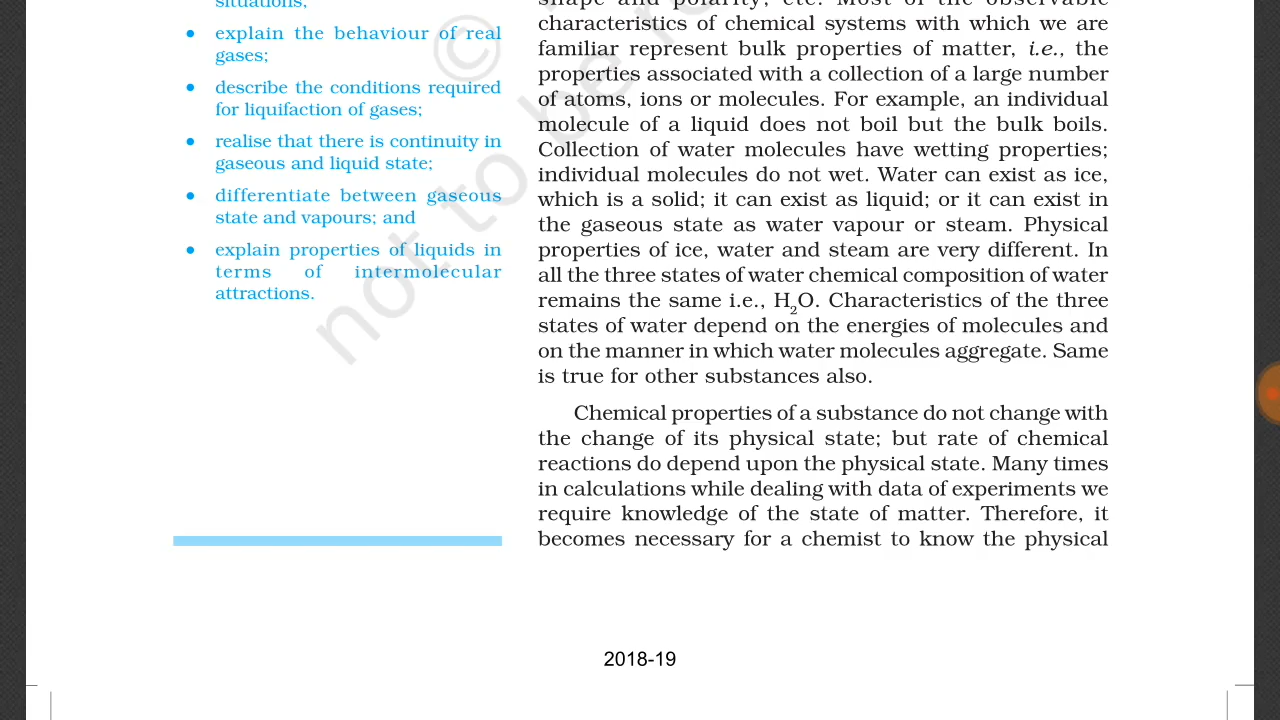 situations;
● explain the behaviour of real
gases;
● describe the conditions required
for liquifaction of gases;
● realise that there is continuity in
gaseous and liquid state;
● differentiate between gaseous
state and vapours; and
● explain properties of liquids in
terms of intermolecular
attractions.
shape and polarity, etc. Most of the observable
characteristics of chemical systems with which we are
familiar represent bulk properties of matter, i.e., the
properties associated with a collection of a large number
of atoms, ions or molecules. For example, an individual
molecule of a liquid does not boil but the bulk boils.
Collection of water molecules have wetting properties;
individual molecules do not wet. Water can exist as ice,
which is a solid; it can exist as liquid; or it can exist in
the gaseous state as water vapour or steam. Physical
properties of ice, water and steam are very different. In
all the three states of water chemical composition of water
remains the same i.e., H₂O. Characteristics of the three
states of water depend on the energies of molecules and
on the manner in which water molecules aggregate. Same
is true for other substances also.
Chemical properties of a substance do not change with
the change of its physical state; but rate of chemical
reactions do depend upon the physical state. Many times
in calculations while dealing with data of experiments we
require knowledge of the state of matter. Therefore, it
becomes necessary for a chemist to know the physical
©
not to be
2018-19